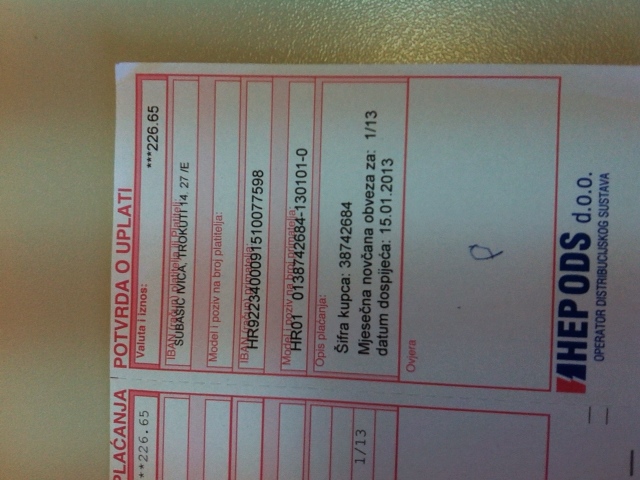 PLAĆANJA
**226.65
1/13
POTVRDA O UPLATI
Valuta i iznos:
***226.65
IBAN (račun) platitelja ili Platitelj:
SUBAŠIĆ IVICA, TROKUTI 14. 27 /E
Model i poziv na broj platitelja:
IBAN (račun) primatelja:
HR9223400091510077598
Model i poziv na broj primatelja:
HR01 0138742684-130101-0
Opis plaćanja:
Šifra kupca: 38742684
Mjesečna novčana obveza za: 1/13
datum dospijeća: 15.01.2013
Ovjera
P
HEP ODS d.o.o.
OPERATOR DISTRIBUCIJSKOG SUSTAVA